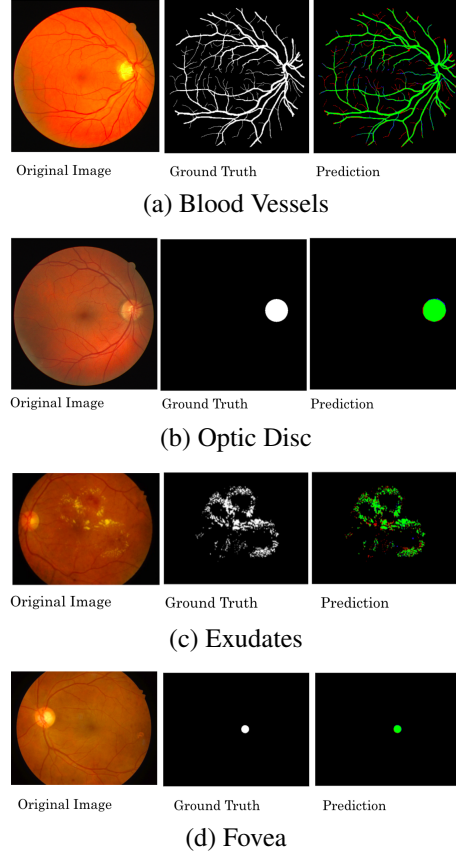 Original Image Ground Truth Prediction
(a) Blood Vessels
Original Image Ground Truth Prediction
(b) Optic Disc
Original Image Ground Truth Prediction
(c) Exudates
Original Image Ground Truth Prediction
(d) Fovea